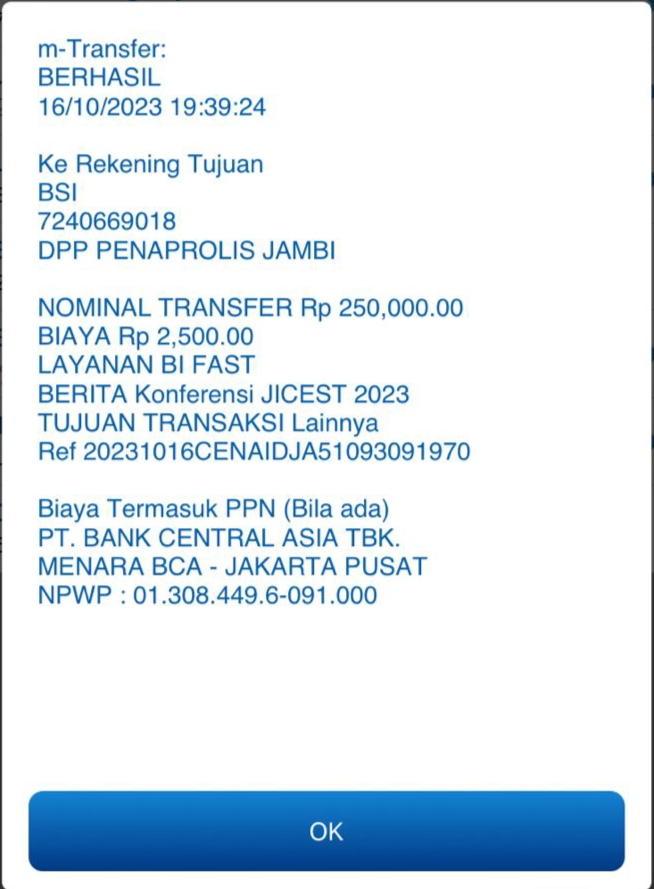 m-Transfer:
BERHASIL
16/10/2023 19:39:24
Ke Rekening Tujuan
BSI
7240669018
DPP PENAPROLIS JAMBI
NOMINAL TRANSFER Rp 250,000.00
BIAYA Rp 2,500.00
LAYANAN BI FAST
BERITA Konferensi JICEST 2023
TUJUAN TRANSAKSI Lainnya
Ref 20231016CENAIDJA51093091970
Biaya Termasuk PPN (Bila ada)
PT. BANK CENTRAL ASIA TBK.
MENARA BCA - JAKARTA PUSAT
NPWP : 01.308.449.6-091.000
OK